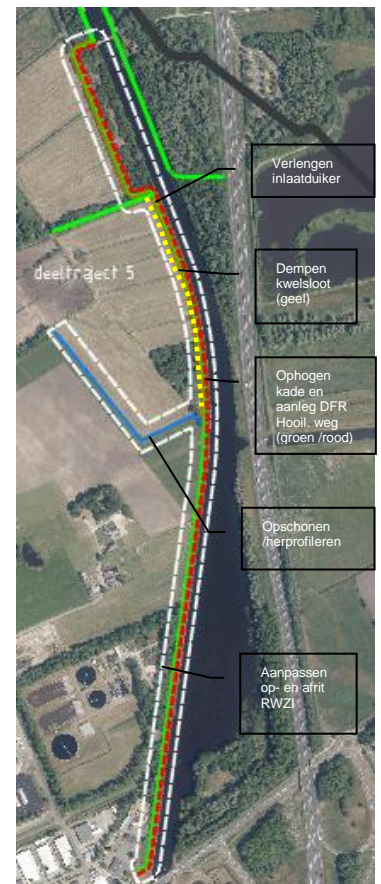 Verlengen
inlaatduiker
deeltraject 5
Dempen
kwelsloot
(geel)
Ophogen
kade en
aanleg DFR
Hooil. weg
(groen /rood)
Opschonen
/herprofileren
Aanpassen
op- en afrit
RWZI